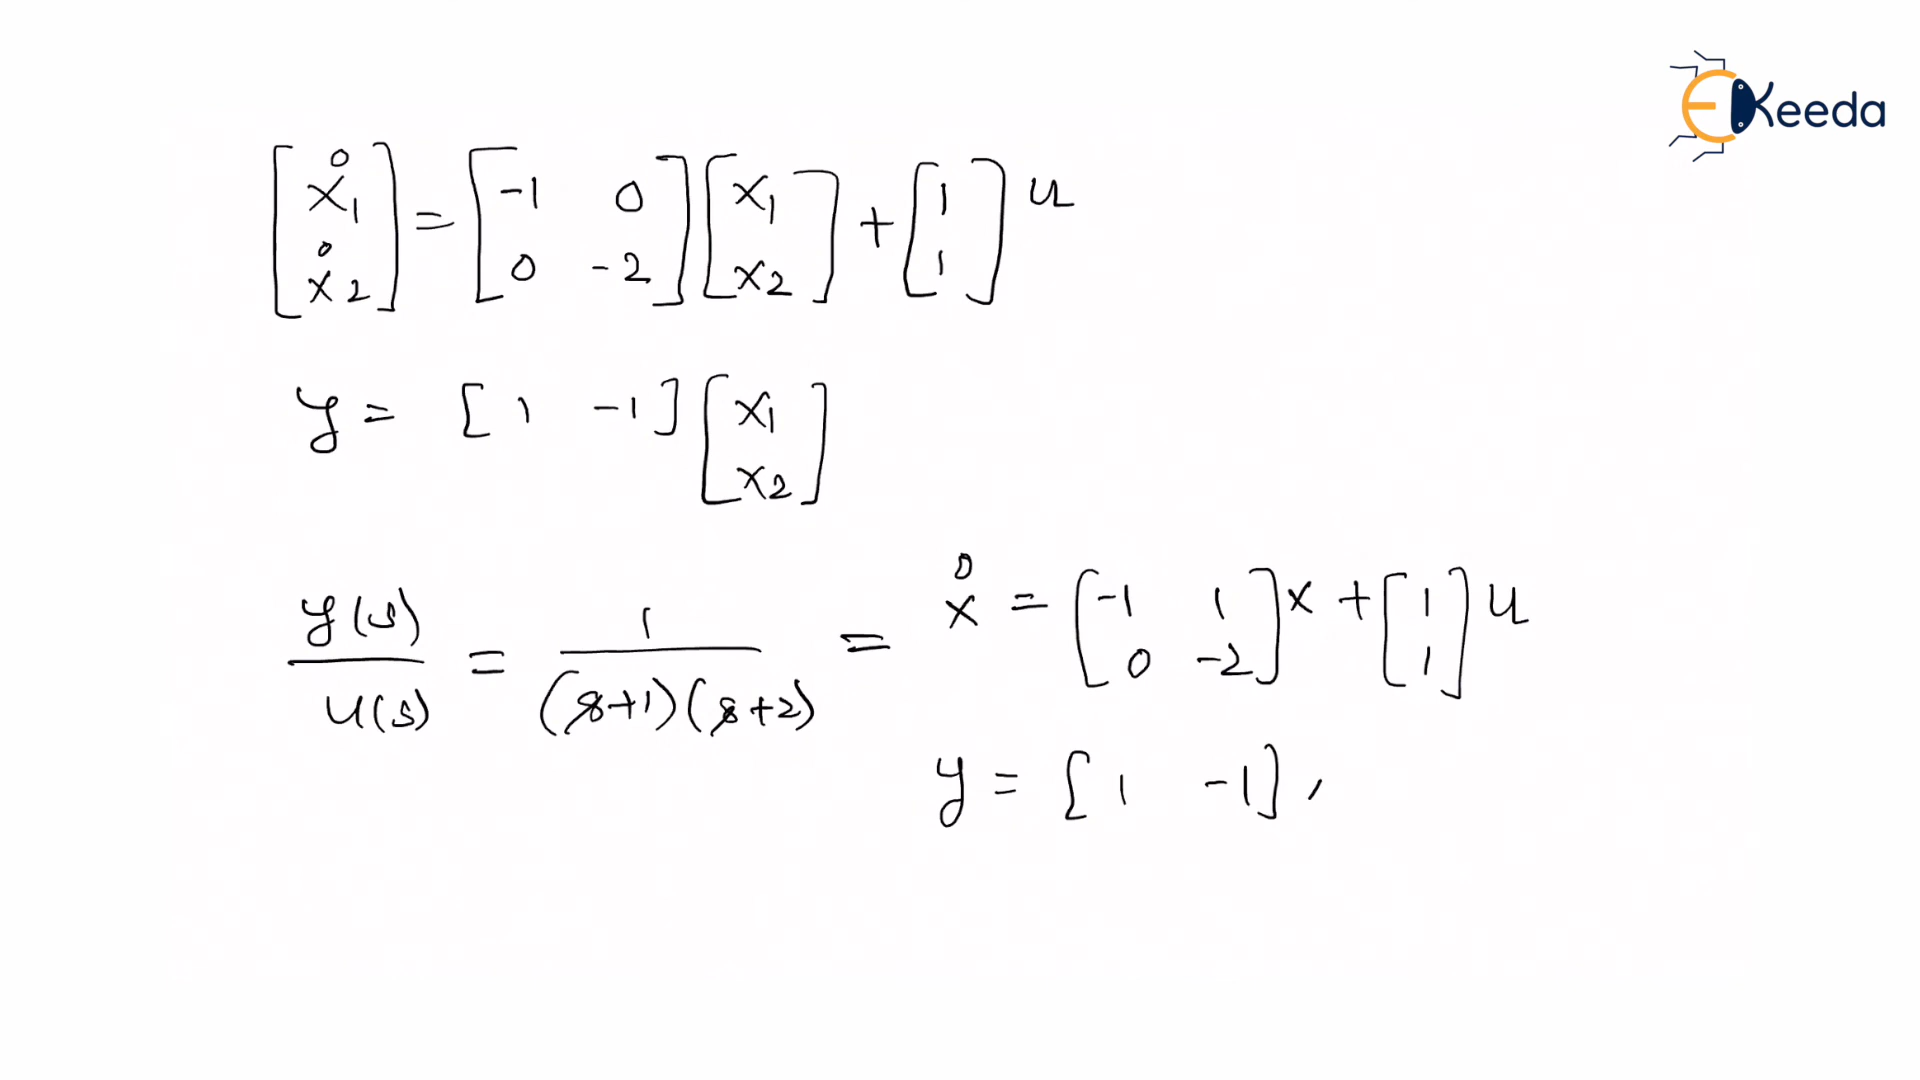 EKeeda
[ẋ1 ẋ2] = [-1 0 0 -2] [x1 x2] + [1 1] u
y = [1 -1] [x1 x2]
y(s)/u(s) = 1/((s+1)(s+2)) = ẋ = [-1 1 0 -2] x + [1 1] u
y = [1 -1],